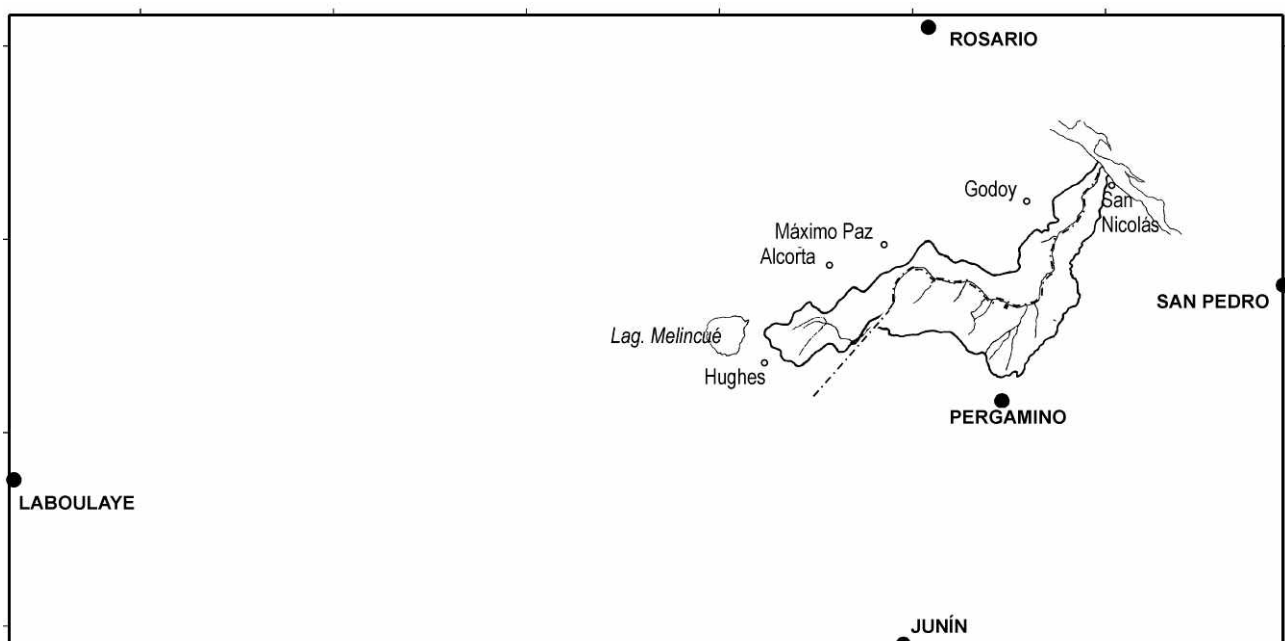 ROSARIO
Godoy
San
Nicolás
Máximo Paz
Alcorta
SAN PEDRO
Lag. Melincué
Hughes
PERGAMINO
LABOULAYE
JUNÍN